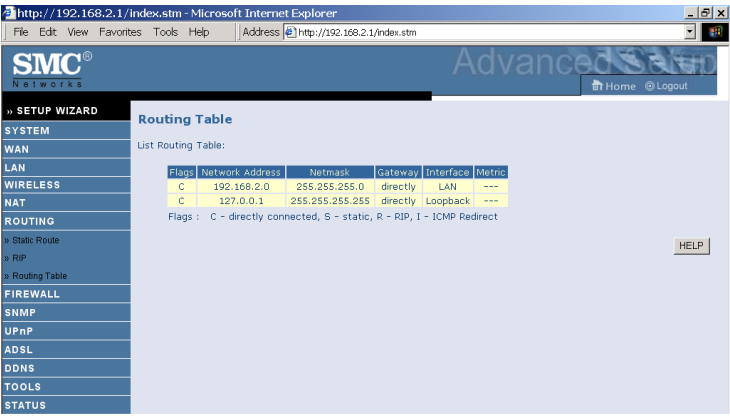 http://192.168.2.1/index.stm - Microsoft Internet Explorer
File Edit View Favorites Tools Help Address http://192.168.2.1/index.stm
SMC®
Networks
Advanced Setup
Home Logout
» SETUP WIZARD
SYSTEM
WAN
LAN
WIRELESS
NAT
ROUTING
» Static Route
» RIP
» Routing Table
FIREWALL
SNMP
UPnP
ADSL
DDNS
TOOLS
STATUS
Routing Table
List Routing Table:
Flags Network Address Netmask Gateway Interface Metric
C 192.168.2.0 255.255.255.0 directly LAN ---
C 127.0.0.1 255.255.255.255 directly Loopback ---
Flags : C - directly connected, S - static, R - RIP, I - ICMP Redirect
HELP